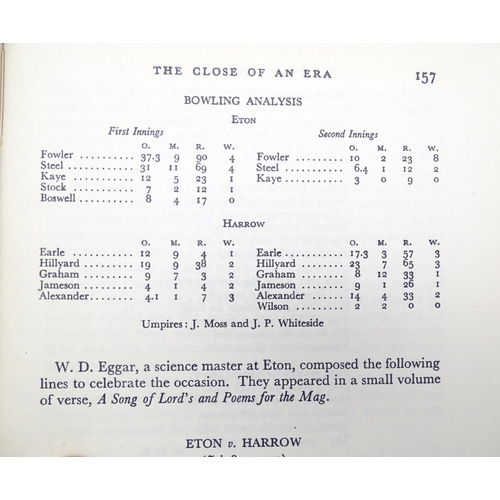 THE CLOSE OF AN ERA 157
BOWLING ANALYSIS
ETON
First Innings Second Innings
O. M. R. W. O. M. R. W.
Fowler .......... 37·3 9 90 4 Fowler .......... 10 2 23 8
Steel .......... 31 11 69 4 Steel .......... 6.4 1 12 2
Kaye .......... 12 5 23 1 Kaye .......... 3 0 9 0
Stock .......... 7 2 12 1
Boswell .......... 8 4 17 0
HARROW
O. M. R. W. O. M. R. W.
Earle .......... 12 9 4 1 Earle .......... 17·3 3 57 3
Hillyard .......... 19 9 38 2 Hillyard .......... 23 7 65 3
Graham .......... 9 7 3 2 Graham .......... 8 12 33 1
Jameson .......... 4 1 4 2 Jameson .......... 9 1 26 1
Alexander .......... 4.1 1 7 3 Alexander .......... 14 4 33 2
Wilson .......... 2 2 0 0
Umpires: J. Moss and J. P. Whiteside
W. D. Eggar, a science master at Eton, composed the following
lines to celebrate the occasion. They appeared in a small volume
of verse, A Song of Lord's and Poems for the Mag.
ETON v. HARROW